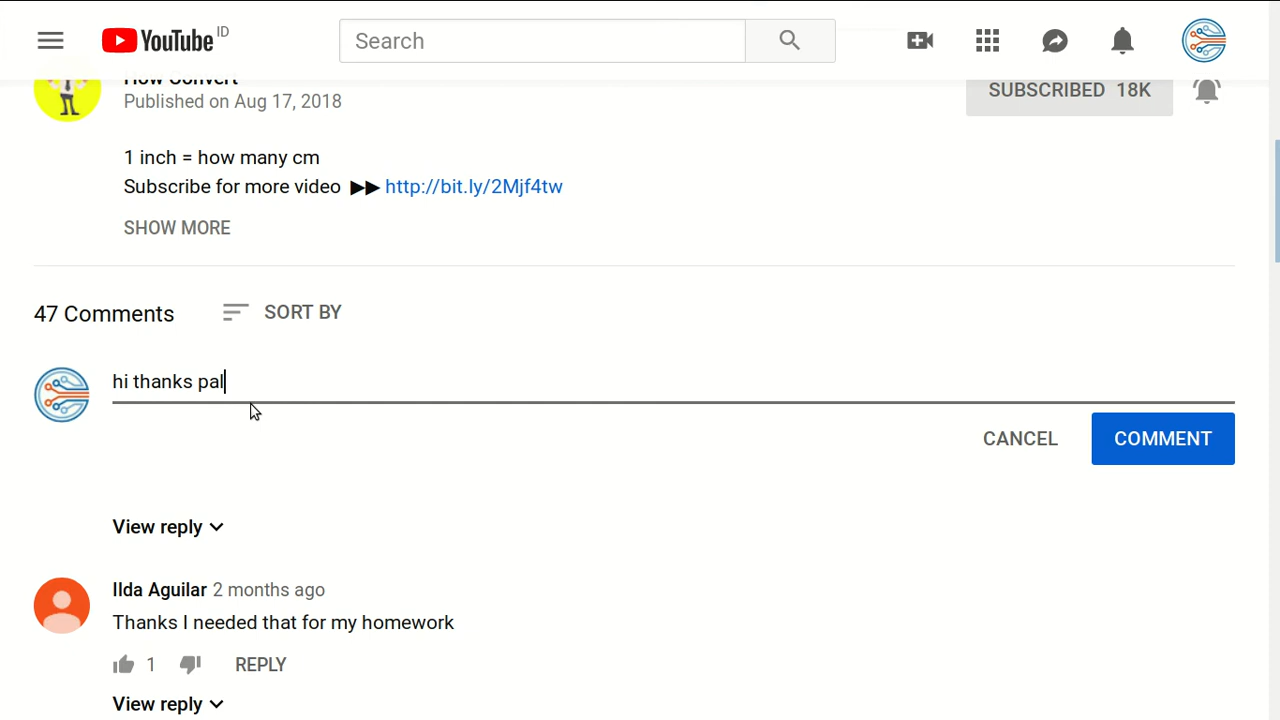 YouTube ID
Search
How Convert
Published on Aug 17, 2018
SUBSCRIBED 18K
1 inch = how many cm
Subscribe for more video ▶▶ http://bit.ly/2Mjf4tw
SHOW MORE
47 Comments
SORT BY
hi thanks pal
CANCEL
COMMENT
View reply
Ilda Aguilar 2 months ago
Thanks I needed that for my homework
1
REPLY
View reply